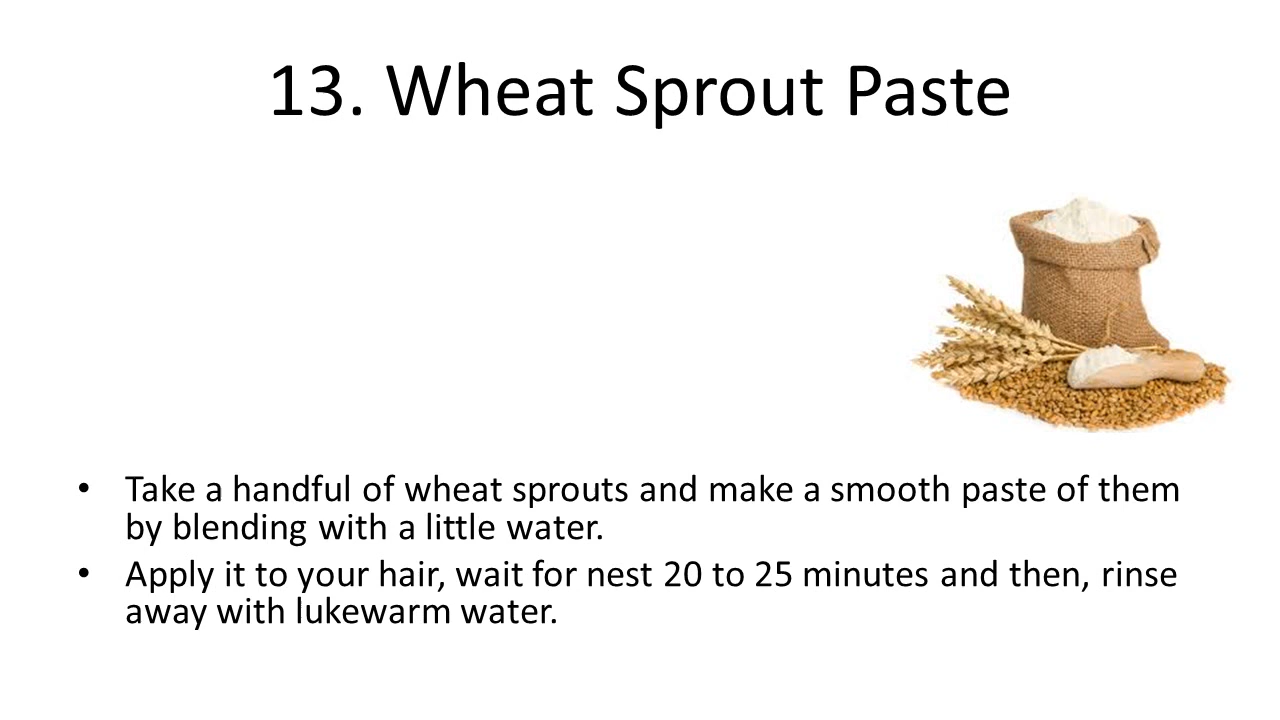 13. Wheat Sprout Paste
• Take a handful of wheat sprouts and make a smooth paste of them
by blending with a little water.
• Apply it to your hair, wait for nest 20 to 25 minutes and then, rinse
away with lukewarm water.